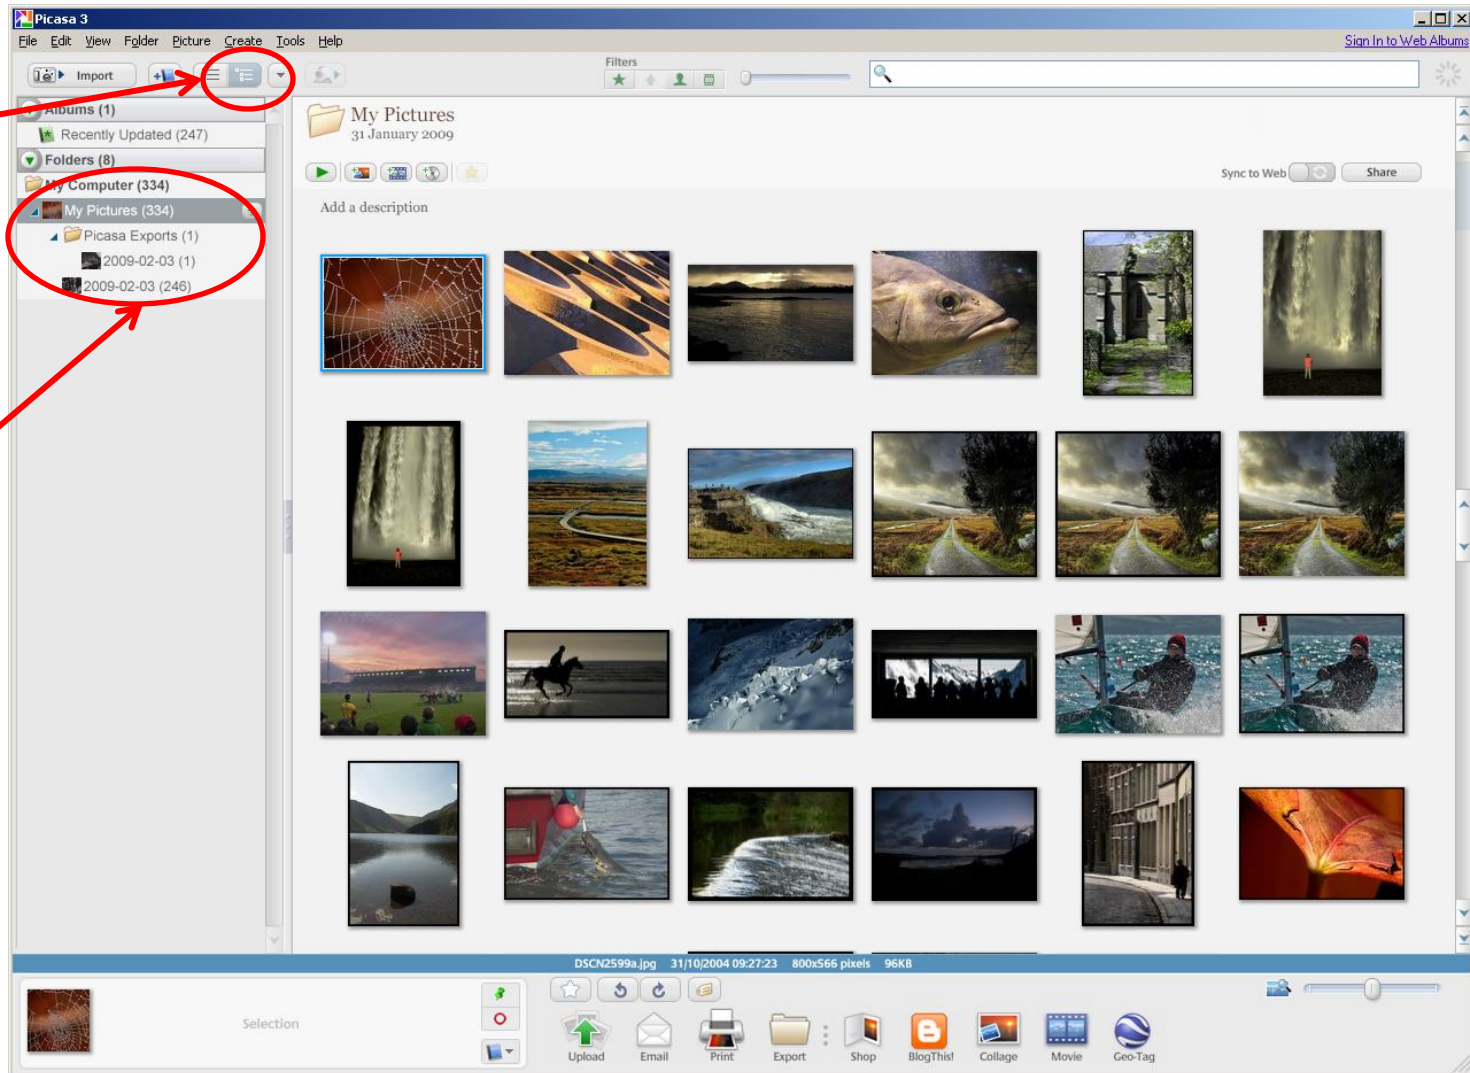 Picasa 3
File Edit View Folder Picture Create Tools Help
Sign In to Web Albums
Import
Filters
Albums (1)
Recently Updated (247)
Folders (8)
My Computer (334)
My Pictures (334)
Picasa Exports (1)
2009-02-03 (1)
2009-02-03 (246)
My Pictures
31 January 2009
Sync to Web
Share
Add a description
DSCN2599a.jpg 31/10/2004 09:27:23 800x566 pixels 96KB
Selection
Upload Email Print Export Shop BlogThis! Collage Movie Geo-Tag